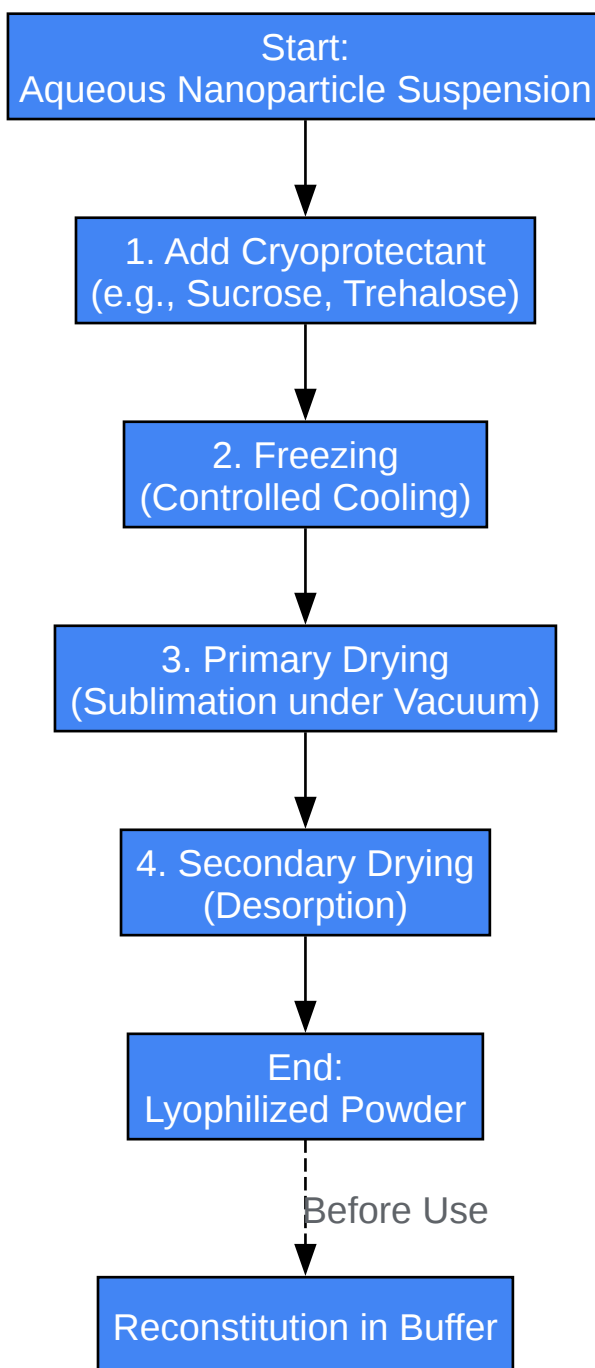 Start:
Aqueous Nanoparticle Suspension
1. Add Cryoprotectant
(e.g., Sucrose, Trehalose)
2. Freezing
(Controlled Cooling)
3. Primary Drying
(Sublimation under Vacuum)
4. Secondary Drying
(Desorption)
End:
Lyophilized Powder
Before Use
Reconstitution in Buffer